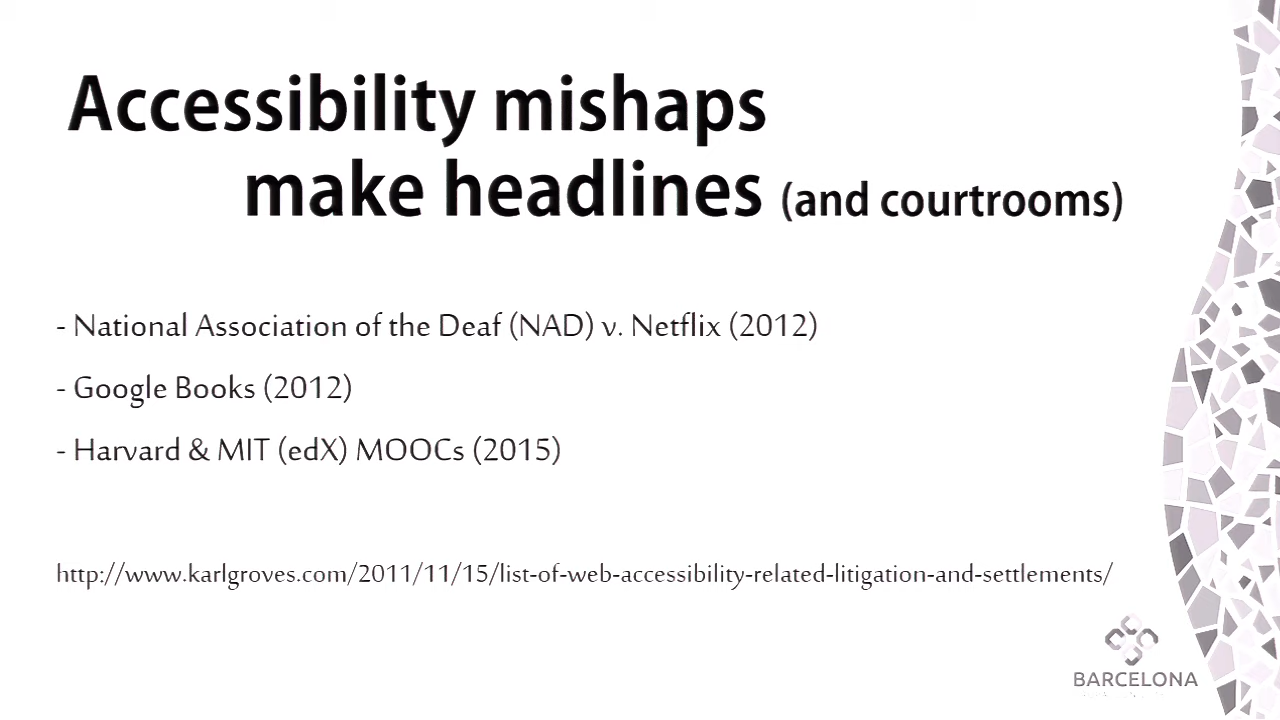 Accessibility mishaps
make headlines (and courtrooms)
- National Association of the Deaf (NAD) v. Netflix (2012)
- Google Books (2012)
- Harvard & MIT (edX) MOOCs (2015)
http://www.karlgroves.com/2011/11/15/list-of-web-accessibility-related-litigation-and-settlements/
BARCELONA